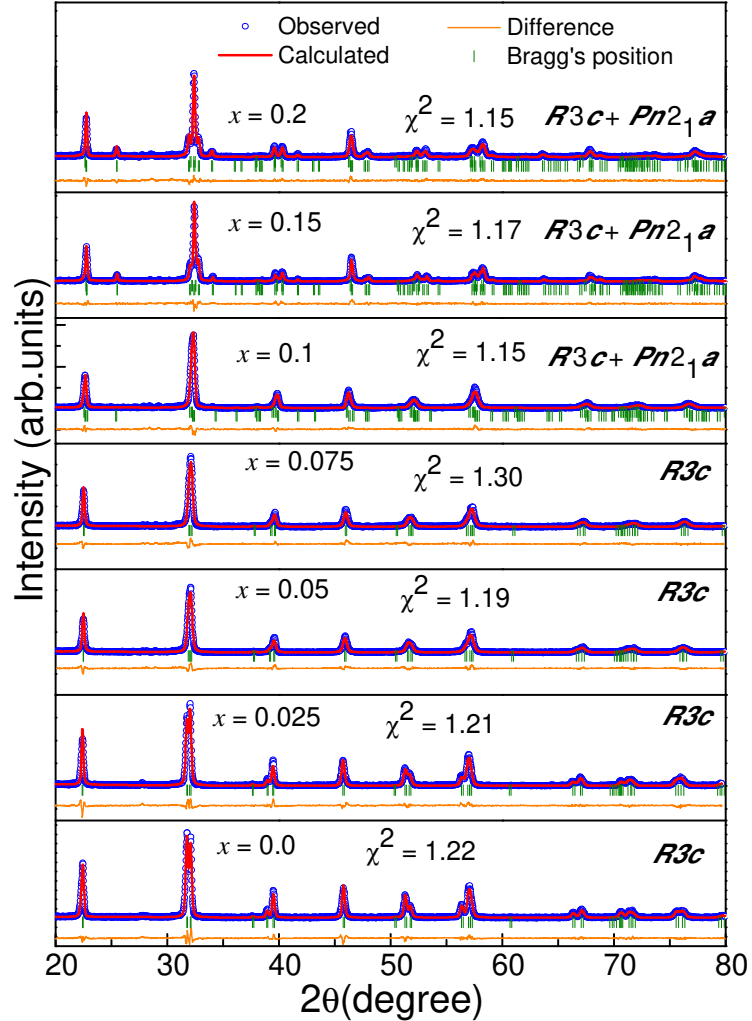 Observed Difference
Calculated Bragg's position
x = 0.2 χ² = 1.15 R3c + Pn2₁a
x = 0.15 χ² = 1.17 R3c + Pn2₁a
x = 0.1 χ² = 1.15 R3c + Pn2₁a
x = 0.075 χ² = 1.30 R3c
x = 0.05 χ² = 1.19 R3c
x = 0.025 χ² = 1.21 R3c
x = 0.0 χ² = 1.22 R3c
Intensity (arb.units)
20 30 40 50 60 70 80
2θ(degree)